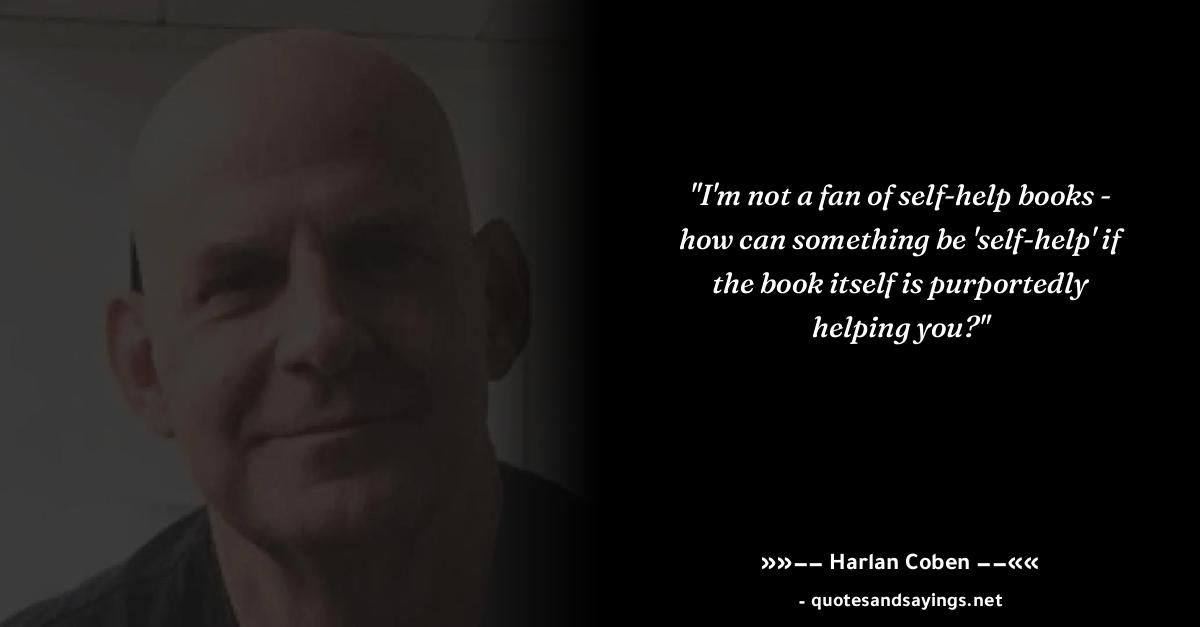 "I'm not a fan of self-help books -
how can something be 'self-help' if
the book itself is purportedly
helping you?"
»»−− Harlan Coben −−««
- quotesandsayings.net